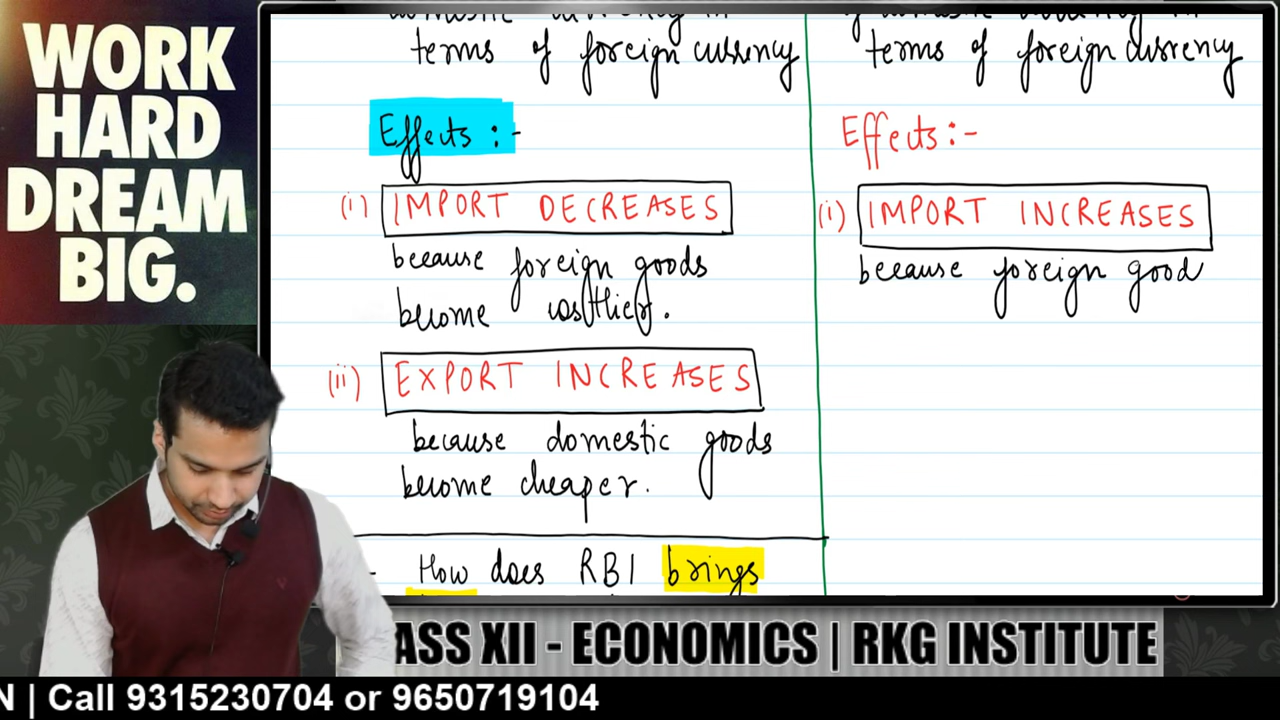 WORK
HARD
DREAM
BIG.
terms of foreign currency
Effects :-
(i) IMPORT DECREASES
because foreign goods
become costlier.
(ii) EXPORT INCREASES
because domestic goods
become cheaper.
How does RBI brings
terms of foreign currency
Effects :-
(i) IMPORT INCREASES
because foreign good
ASS XII - ECONOMICS | RKG INSTITUTE
N | Call 9315230704 or 9650719104